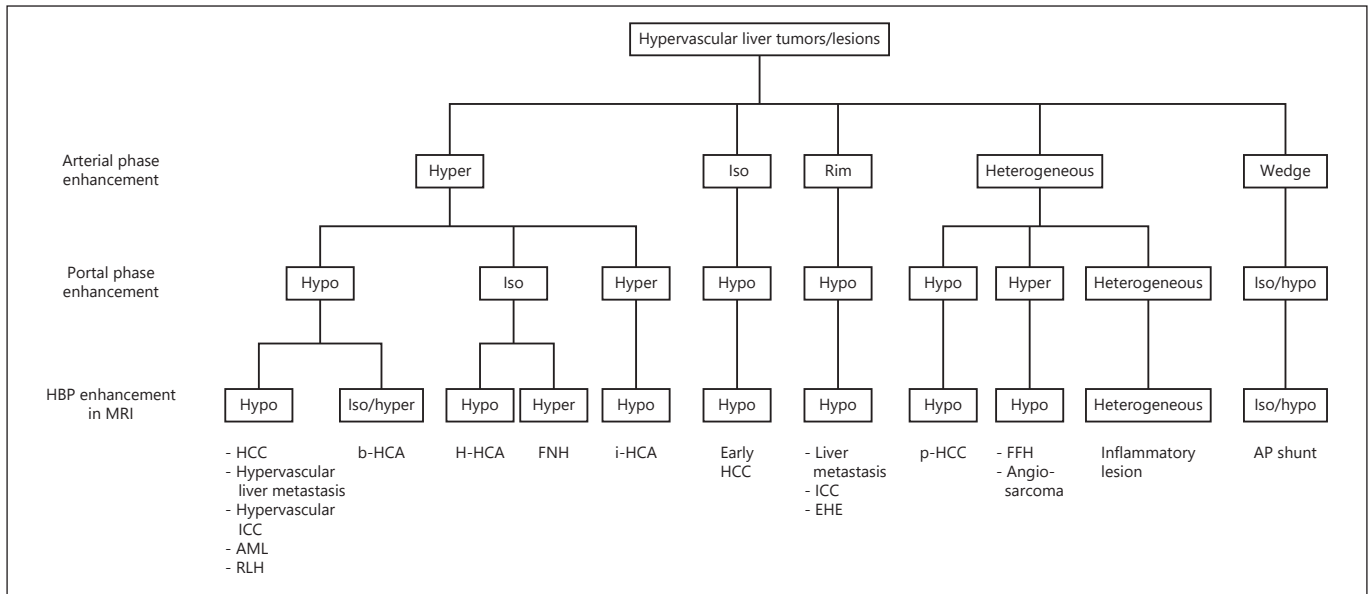 Hypervascular liver tumors/lesions
Arterial phase
enhancement
Hyper
Iso
Rim
Heterogeneous
Wedge
Portal phase
enhancement
Hypo
Iso
Hyper
Hypo
Hypo
Hypo
Hyper
Heterogeneous
Iso/hypo
HBP enhancement
in MRI
Hypo
Iso/hyper
Hypo
Hyper
Hypo
Hypo
Hypo
Hypo
Hypo
Heterogeneous
Iso/hypo
- HCC
- Hypervascular
liver metastasis
- Hypervascular
ICC
- AML
- RLH
b-HCA
H-HCA
FNH
i-HCA
Early
HCC
- Liver
metastasis
- ICC
- EHE
p-HCC
- FFH
- Angio-
sarcoma
Inflammatory
lesion
AP shunt